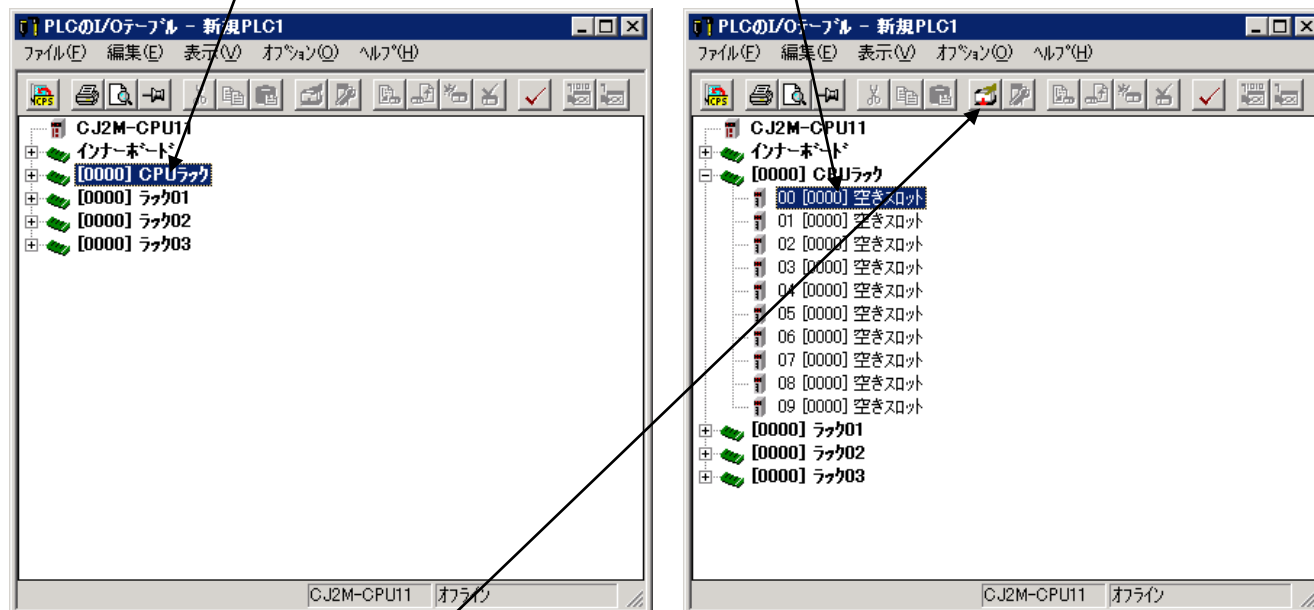 PLCのI/Oテーブル - 新規PLC1
ファイル(F) 編集(E) 表示(V) オプション(O) ヘルプ(H)
CPS
CJ2M-CPU11
インナーボード
[0000] CPUラック
[0000] ラック01
[0000] ラック02
[0000] ラック03
CJ2M-CPU11 オフライン
PLCのI/Oテーブル - 新規PLC1
ファイル(F) 編集(E) 表示(V) オプション(O) ヘルプ(H)
CPS
CJ2M-CPU11
インナーボード
[0000] CPUラック
00 [0000] 空きスロット
01 [0000] 空きスロット
02 [0000] 空きスロット
03 [0000] 空きスロット
04 [0000] 空きスロット
05 [0000] 空きスロット
06 [0000] 空きスロット
07 [0000] 空きスロット
08 [0000] 空きスロット
09 [0000] 空きスロット
[0000] ラック01
[0000] ラック02
[0000] ラック03
CJ2M-CPU11 オフライン